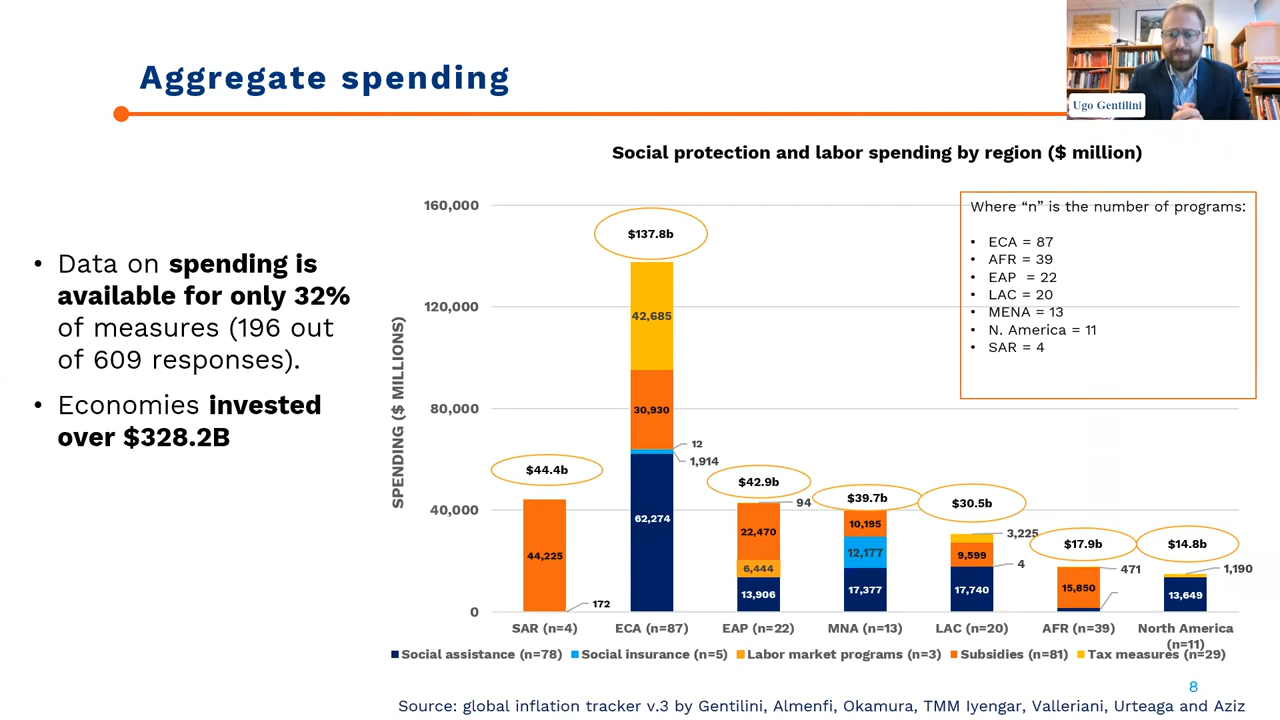 Aggregate spending
Ugo Gentilini
• Data on spending is
available for only 32%
of measures (196 out
of 609 responses).
• Economies invested
over $328.2B
Social protection and labor spending by region ($ million)
Where “n” is the number of programs:
• ECA = 87
• AFR = 39
• EAP = 22
• LAC = 20
• MENA = 13
• N. America = 11
• SAR = 4
SPENDING ($ MILLIONS)
160,000
120,000
80,000
40,000
0
$44.4b
44,225
172
$137.8b
42,685
30,930
12
1,914
62,274
$42.9b
94
22,470
6,444
13,906
$39.7b
10,195
12,177
17,377
$30.5b
3,225
9,599
4
17,740
$17.9b
471
15,850
$14.8b
1,190
13,649
SAR (n=4)
ECA (n=87)
EAP (n=22)
MNA (n=13)
LAC (n=20)
AFR (n=39)
North America
(n=11)
Social assistance (n=78)
Social insurance (n=5)
Labor market programs (n=3)
Subsidies (n=81)
Tax measures (n=29)
8
Source: global inflation tracker v.3 by Gentilini, Almenfi, Okamura, TMM Iyengar, Valleriani, Urteaga and Aziz